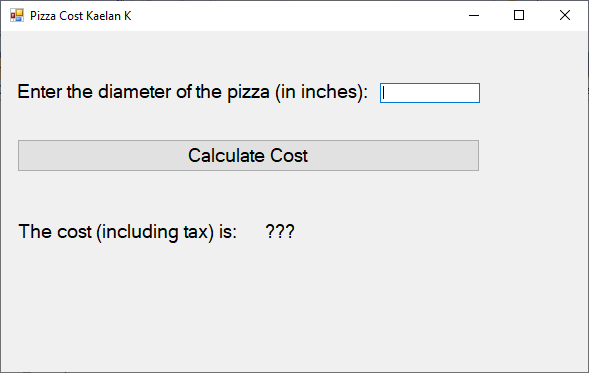 Pizza Cost Kaelan K
Enter the diameter of the pizza (in inches):
Calculate Cost
The cost (including tax) is: ???